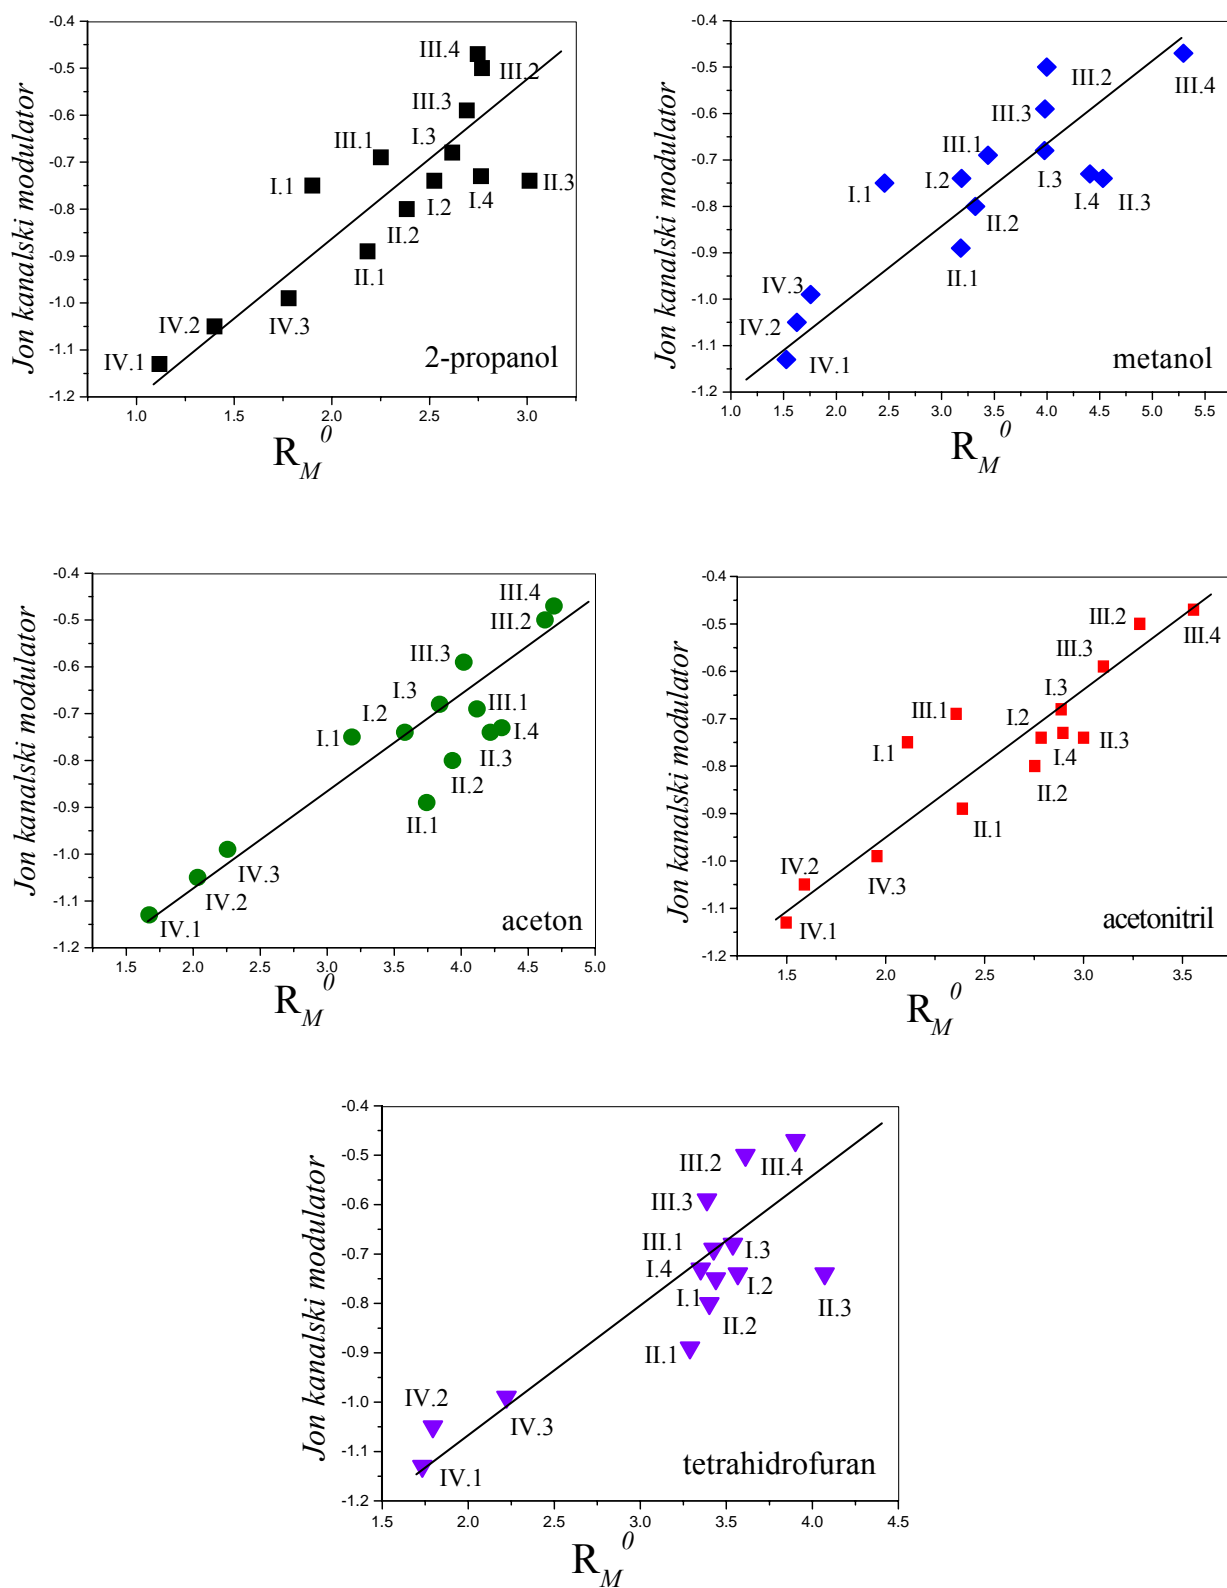 -0.4
-0.5
-0.6
-0.7
-0.8
-0.9
-1.0
-1.1
-1.2
Jon kanalski modulator
III.4
III.2
III.3
III.1
I.3
I.1
I.2
I.4
II.3
II.2
II.1
IV.2
IV.3
IV.1
2-propanol
1.0 1.5 2.0 2.5 3.0
R_M^0
-0.4
-0.5
-0.6
-0.7
-0.8
-0.9
-1.0
-1.1
-1.2
Jon kanalski modulator
III.2
III.4
III.3
III.1
I.1
I.2
I.3
I.4
II.3
II.2
II.1
IV.3
IV.2
IV.1
metanol
1.0 1.5 2.0 2.5 3.0 3.5 4.0 4.5 5.0 5.5
R_M^0
-0.4
-0.5
-0.6
-0.7
-0.8
-0.9
-1.0
-1.1
-1.2
Jon kanalski modulator
III.4
III.2
III.3
I.3
III.1
I.2
I.1
I.4
II.3
II.2
II.1
IV.3
IV.2
IV.1
aceton
1.5 2.0 2.5 3.0 3.5 4.0 4.5 5.0
R_M^0
-0.4
-0.5
-0.6
-0.7
-0.8
-0.9
-1.0
-1.1
-1.2
Jon kanalski modulator
III.2
III.4
III.3
I.3
III.1
I.2
I.1
II.3
I.4
II.2
II.1
IV.2
IV.3
IV.1
acetonitril
1.5 2.0 2.5 3.0 3.5
R_M^0
-0.4
-0.5
-0.6
-0.7
-0.8
-0.9
-1.0
-1.1
-1.2
Jon kanalski modulator
III.2
III.4
III.3
III.1
I.3
I.4
I.1
I.2
II.3
II.2
II.1
IV.2
IV.3
IV.1
tetrahidrofuran
1.5 2.0 2.5 3.0 3.5 4.0 4.5
R_M^0